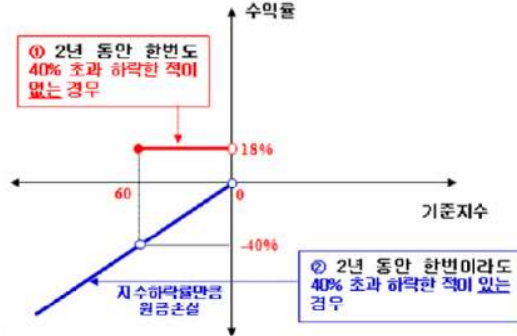 수익률
① 2년 동안 한번도
40% 초과 하락한 적이
없는 경우
18%
60
0
기준지수
-40%
② 2년 동안 한번이라도
40% 초과 하락한 적이 있는
경우
지수하락률만큼
원금손실